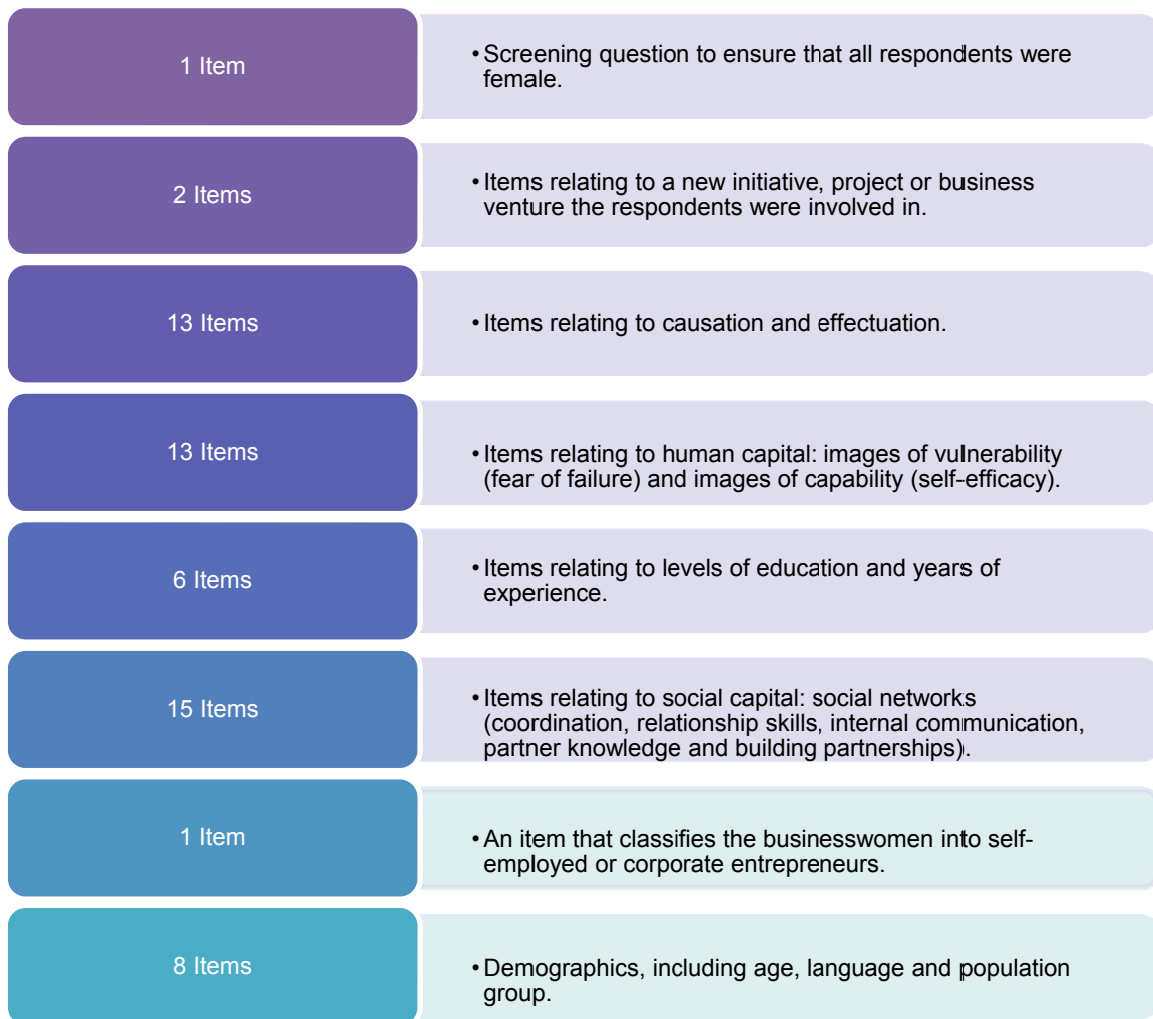 1 Item
• Screening question to ensure that all respondents were
female.
2 Items
• Items relating to a new initiative, project or business
venture the respondents were involved in.
13 Items
• Items relating to causation and effectuation.
13 Items
• Items relating to human capital: images of vulnerability
(fear of failure) and images of capability (self-efficacy).
6 Items
• Items relating to levels of education and years of
experience.
15 Items
• Items relating to social capital: social networks
(coordination, relationship skills, internal communication,
partner knowledge and building partnerships).
1 Item
• An item that classifies the businesswomen into self-
employed or corporate entrepreneurs.
8 Items
• Demographics, including age, language and population
group.